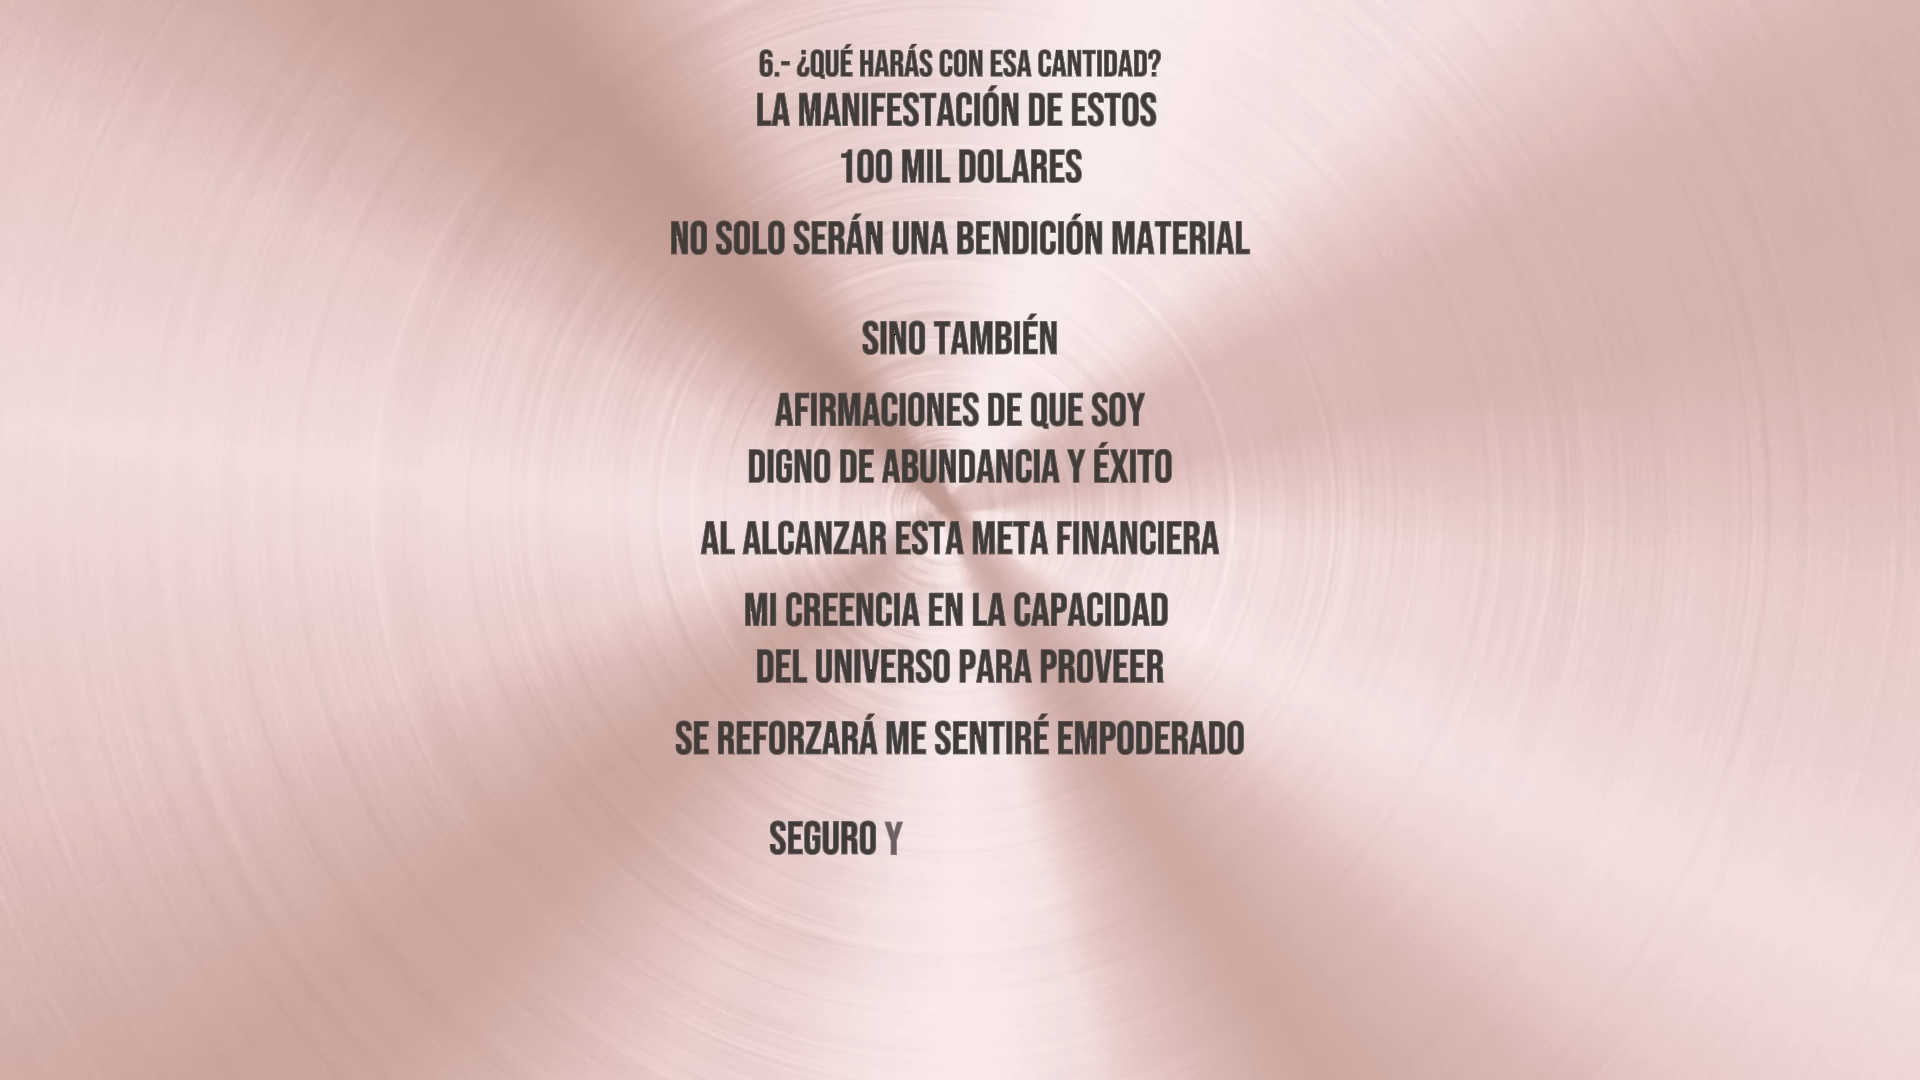 6.- ¿QUÉ HARÁS CON ESA CANTIDAD?
LA MANIFESTACIÓN DE ESTOS
100 MIL DOLARES
NO SOLO SERÁN UNA BENDICIÓN MATERIAL
SINO TAMBIÉN
AFIRMACIONES DE QUE SOY
DIGNO DE ABUNDANCIA Y ÉXITO
AL ALCANZAR ESTA META FINANCIERA
MI CREENCIA EN LA CAPACIDAD
DEL UNIVERSO PARA PROVEER
SE REFORZARÁ ME SENTIRÉ EMPODERADO
SEGURO Y